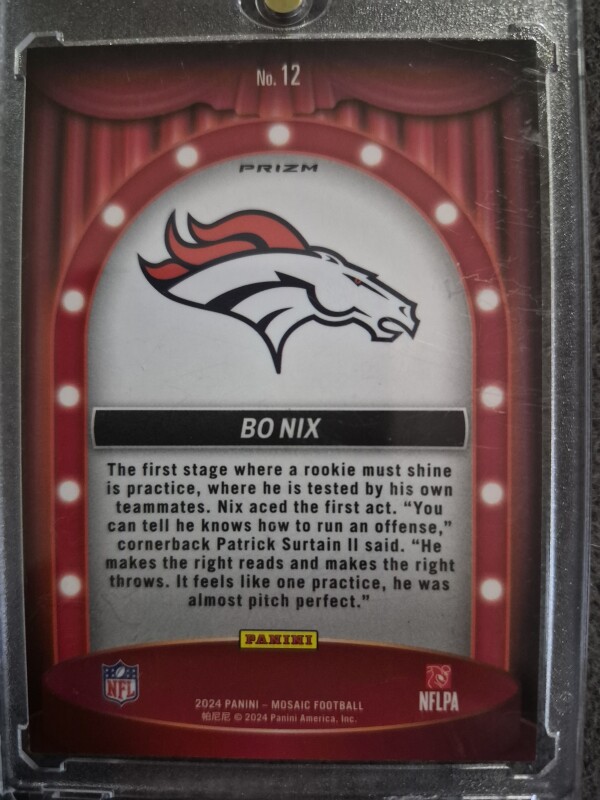 No. 12
PRIZM
BO NIX
The first stage where a rookie must shine
is practice, where he is tested by his own
teammates. Nix aced the first act. “You
can tell he knows how to run an offense,”
cornerback Patrick Surtain II said. “He
makes the right reads and makes the right
throws. It feels like one practice, he was
almost pitch perfect.”
PANINI
NFL
NFLPA
2024 PANINI – MOSAIC FOOTBALL
帕尼尼 © 2024 Panini America, Inc.